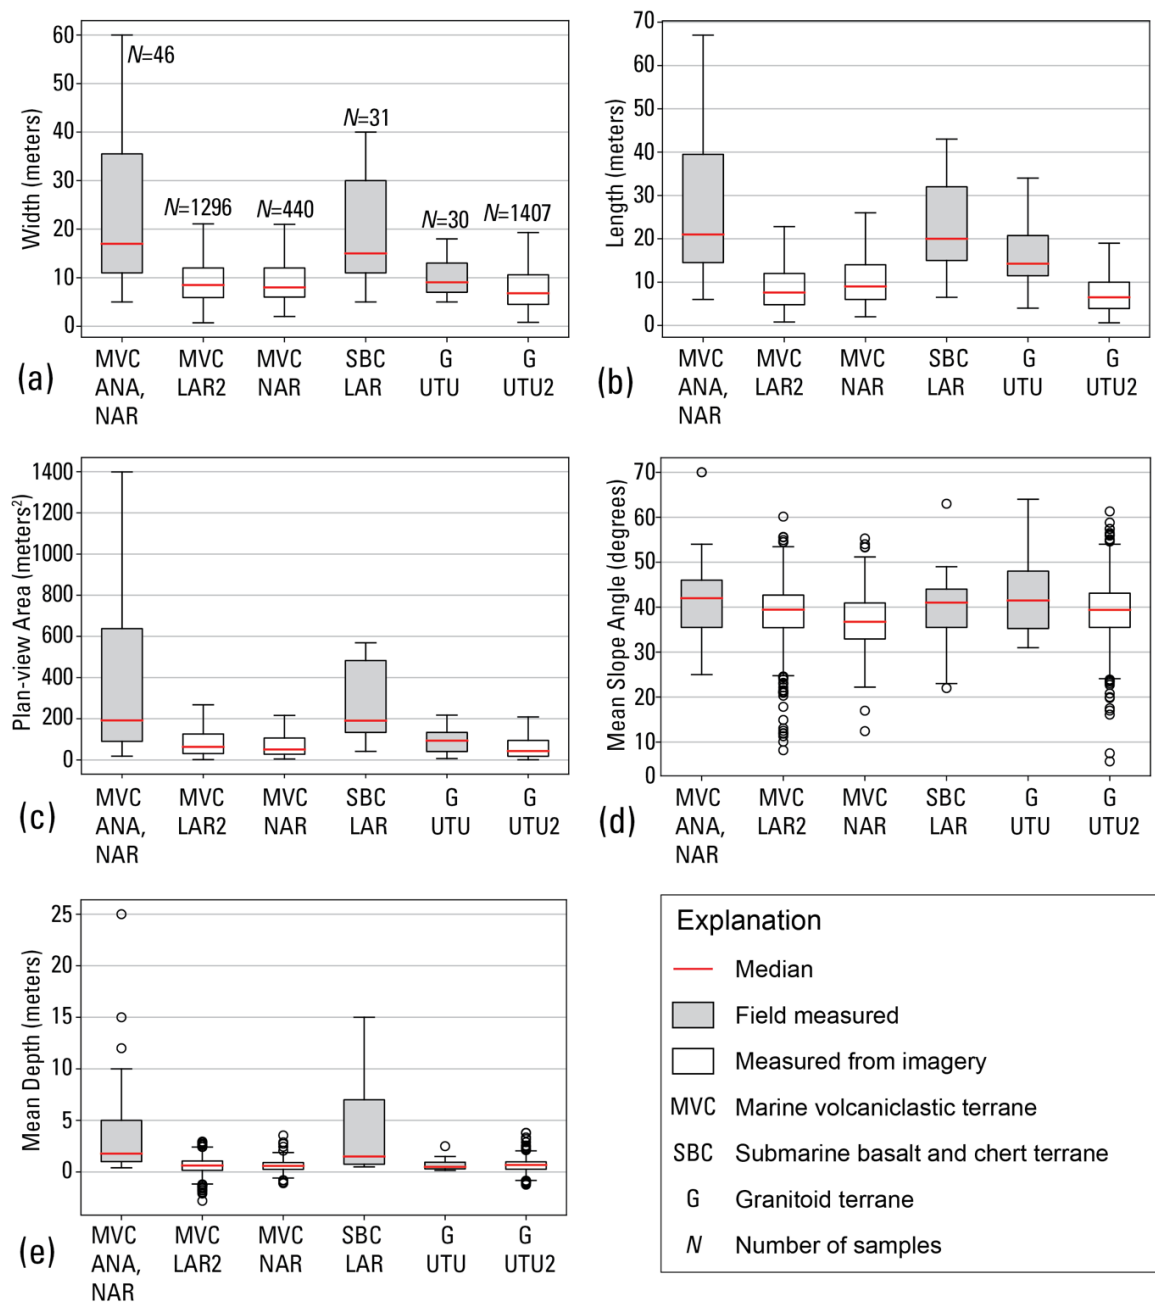 Width (meters)
60
50
40
30
20
10
0
N=46
N=1296
N=440
N=31
N=30
N=1407
MVC ANA, NAR
MVC LAR2
MVC NAR
SBC LAR
G UTU
G UTU2
(a)
Length (meters)
70
60
50
40
30
20
10
0
MVC ANA, NAR
MVC LAR2
MVC NAR
SBC LAR
G UTU
G UTU2
(b)
Plan-view Area (meters²)
1400
1200
1000
800
600
400
200
0
MVC ANA, NAR
MVC LAR2
MVC NAR
SBC LAR
G UTU
G UTU2
(c)
Mean Slope Angle (degrees)
70
60
50
40
30
20
10
0
MVC ANA, NAR
MVC LAR2
MVC NAR
SBC LAR
G UTU
G UTU2
(d)
Mean Depth (meters)
25
20
15
10
5
0
MVC ANA, NAR
MVC LAR2
MVC NAR
SBC LAR
G UTU
G UTU2
(e)
Explanation
Median
Field measured
Measured from imagery
MVC Marine volcaniclastic terrane
SBC Submarine basalt and chert terrane
G Granitoid terrane
N Number of samples